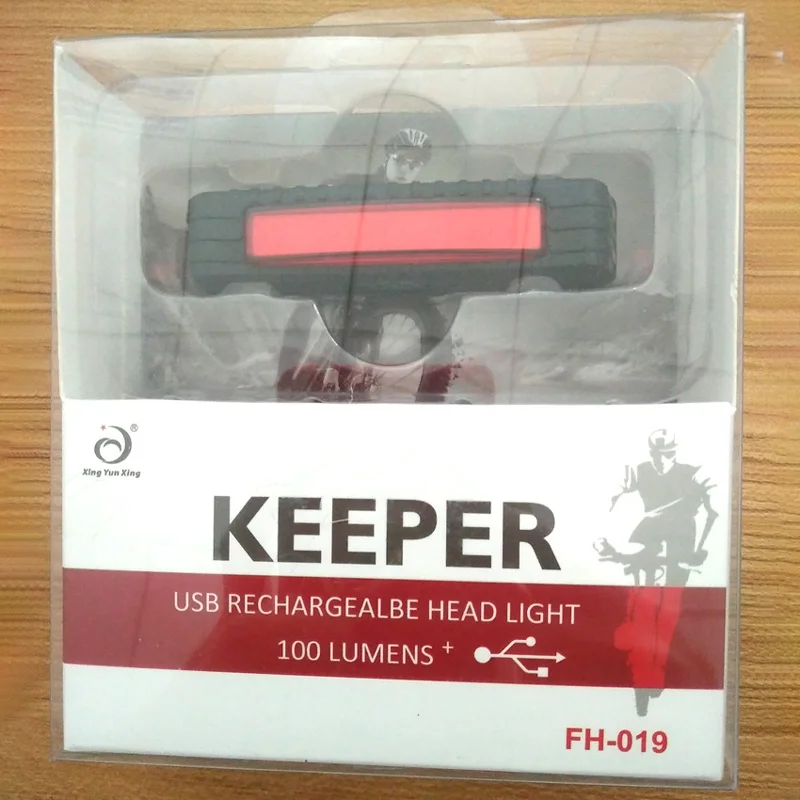 ®
Xing Yun Xing
KEEPER
USB RECHARGEALBE HEAD LIGHT
100 LUMENS +
FH-019